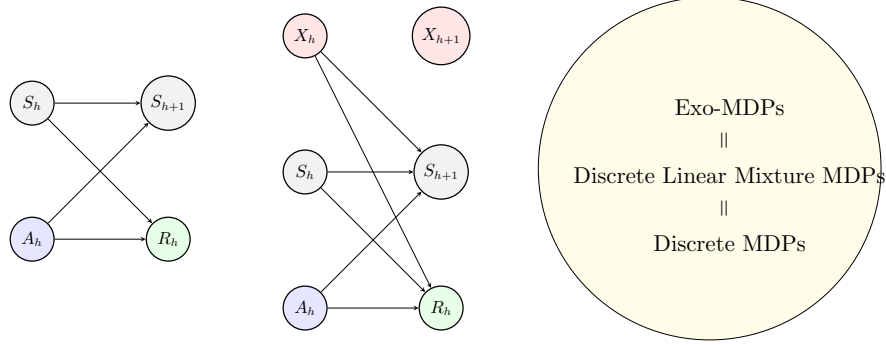 S_h
S_{h+1}
A_h
R_h
X_h
X_{h+1}
S_h
S_{h+1}
A_h
R_h
Exo-MDPs
=
Discrete Linear Mixture MDPs
=
Discrete MDPs